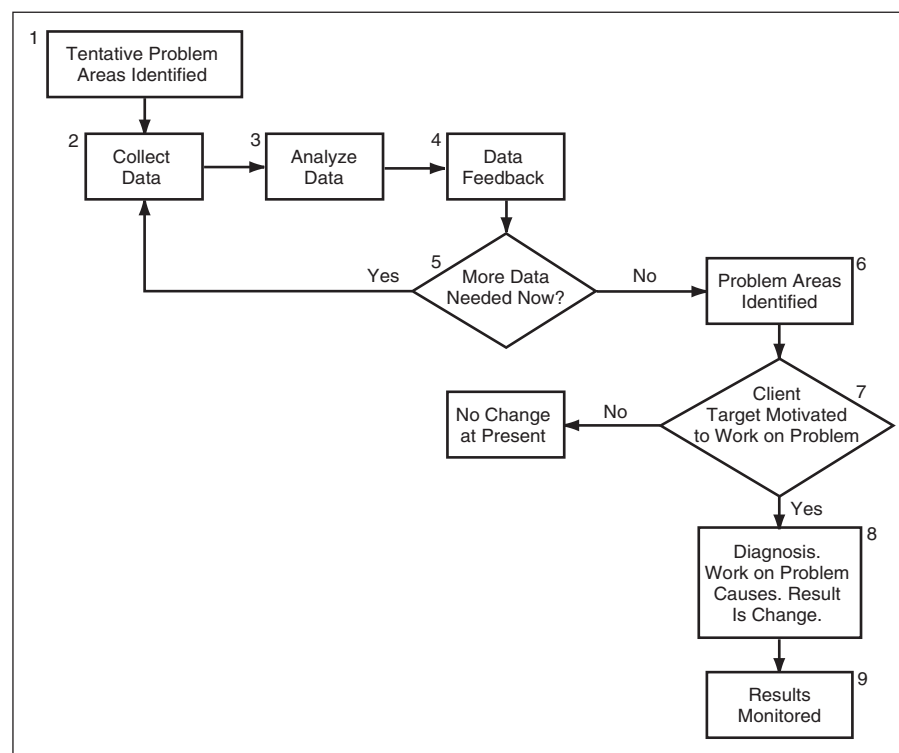 1
Tentative Problem
Areas Identified
2
Collect
Data
3
Analyze
Data
4
Data
Feedback
5
More Data
Needed Now?
Yes
No
6
Problem Areas
Identified
7
Client
Target Motivated
to Work on Problem
No
No Change
at Present
Yes
8
Diagnosis.
Work on Problem
Causes. Result
Is Change.
9
Results
Monitored